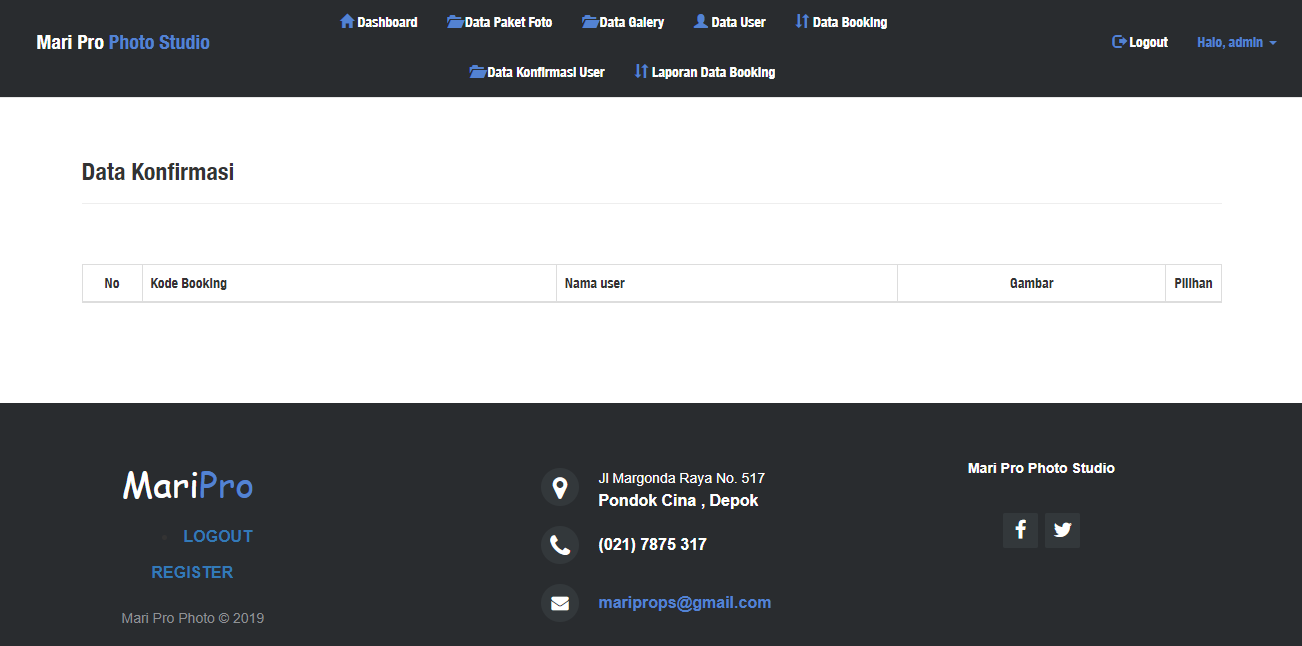 Mari Pro Photo Studio
Dashboard Data Paket Foto Data Galery Data User Data Booking
Data Konfirmasi User Laporan Data Booking
Logout Halo, admin
Data Konfirmasi
No Kode Booking Nama user Gambar Pilihan
MariPro
LOGOUT
REGISTER
Mari Pro Photo © 2019
Jl Margonda Raya No. 517
Pondok Cina , Depok
(021) 7875 317
mariprops@gmail.com
Mari Pro Photo Studio